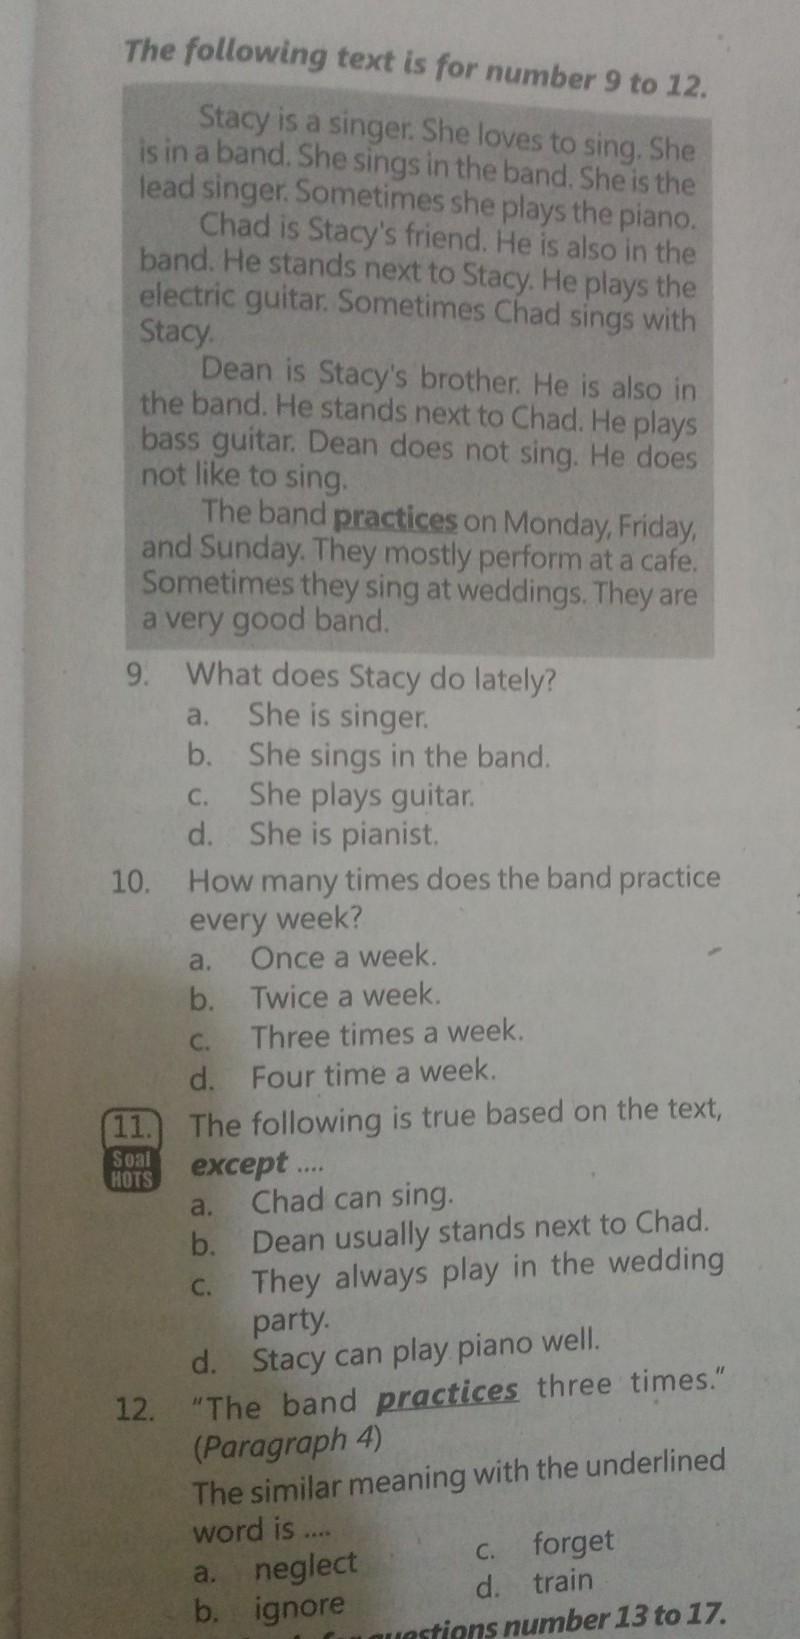 The following text is for number 9 to 12.
Stacy is a singer. She loves to sing. She
is in a band. She sings in the band. She is the
lead singer. Sometimes she plays the piano.
Chad is Stacy's friend. He is also in the
band. He stands next to Stacy. He plays the
electric guitar. Sometimes Chad sings with
Stacy.
Dean is Stacy's brother. He is also in
the band. He stands next to Chad. He plays
bass guitar. Dean does not sing. He does
not like to sing.
The band practices on Monday, Friday,
and Sunday. They mostly perform at a cafe.
Sometimes they sing at weddings. They are
a very good band.
9. What does Stacy do lately?
a. She is singer.
b. She sings in the band.
c. She plays guitar.
d. She is pianist.
10. How many times does the band practice
every week?
a. Once a week.
b. Twice a week.
c. Three times a week.
d. Four time a week.
11. The following is true based on the text,
Soal
HOTS
except ....
a. Chad can sing.
b. Dean usually stands next to Chad.
c. They always play in the wedding
party.
d. Stacy can play piano well.
12. "The band practices three times."
(Paragraph 4)
The similar meaning with the underlined
word is ....
a. neglect
b. ignore
c. forget
d. train
questions number 13 to 17.